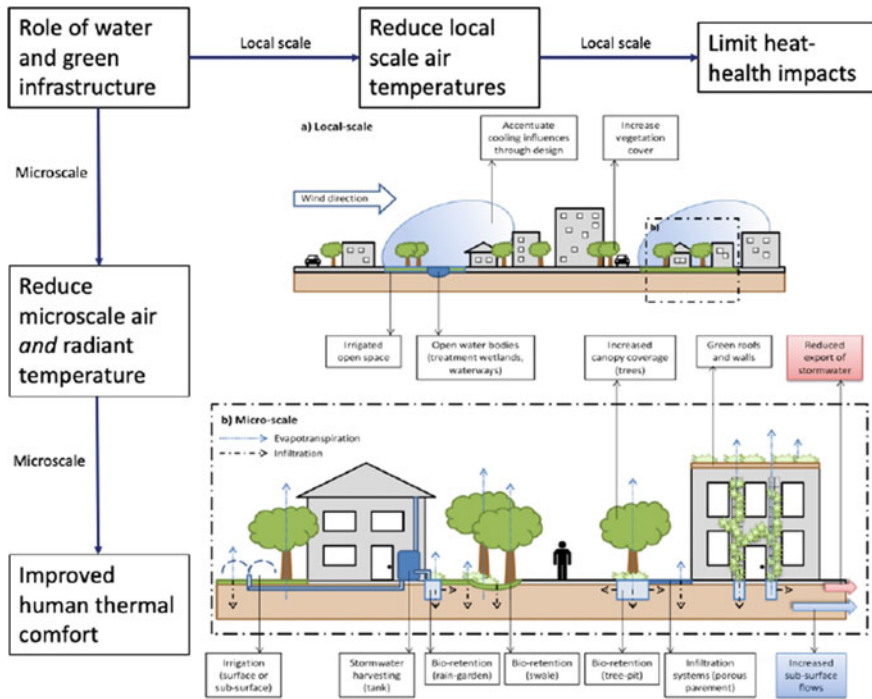 Role of water
and green
infrastructure
Local scale
Reduce local
scale air
temperatures
Local scale
Limit heat-
health impacts
Microscale
a) Local-scale
Accentuate
cooling influences
through design
Increase
vegetation
cover
Wind direction
b)
Reduce
microscale air
and radiant
temperature
Irrigated
open space
Open water bodies
(treatment wetlands,
waterways)
Increased
canopy coverage
(trees)
Green roofs
and walls
Reduced
export of
stormwater
Microscale
b) Micro-scale
Evapotranspiration
Infiltration
Improved
human thermal
comfort
Irrigation
(surface or
sub-surface)
Stormwater
harvesting
(tank)
Bio-retention
(rain-garden)
Bio-retention
(swale)
Bio-retention
(tree-pit)
Infiltration
systems (porous
pavement)
Increased
sub-surface
flows